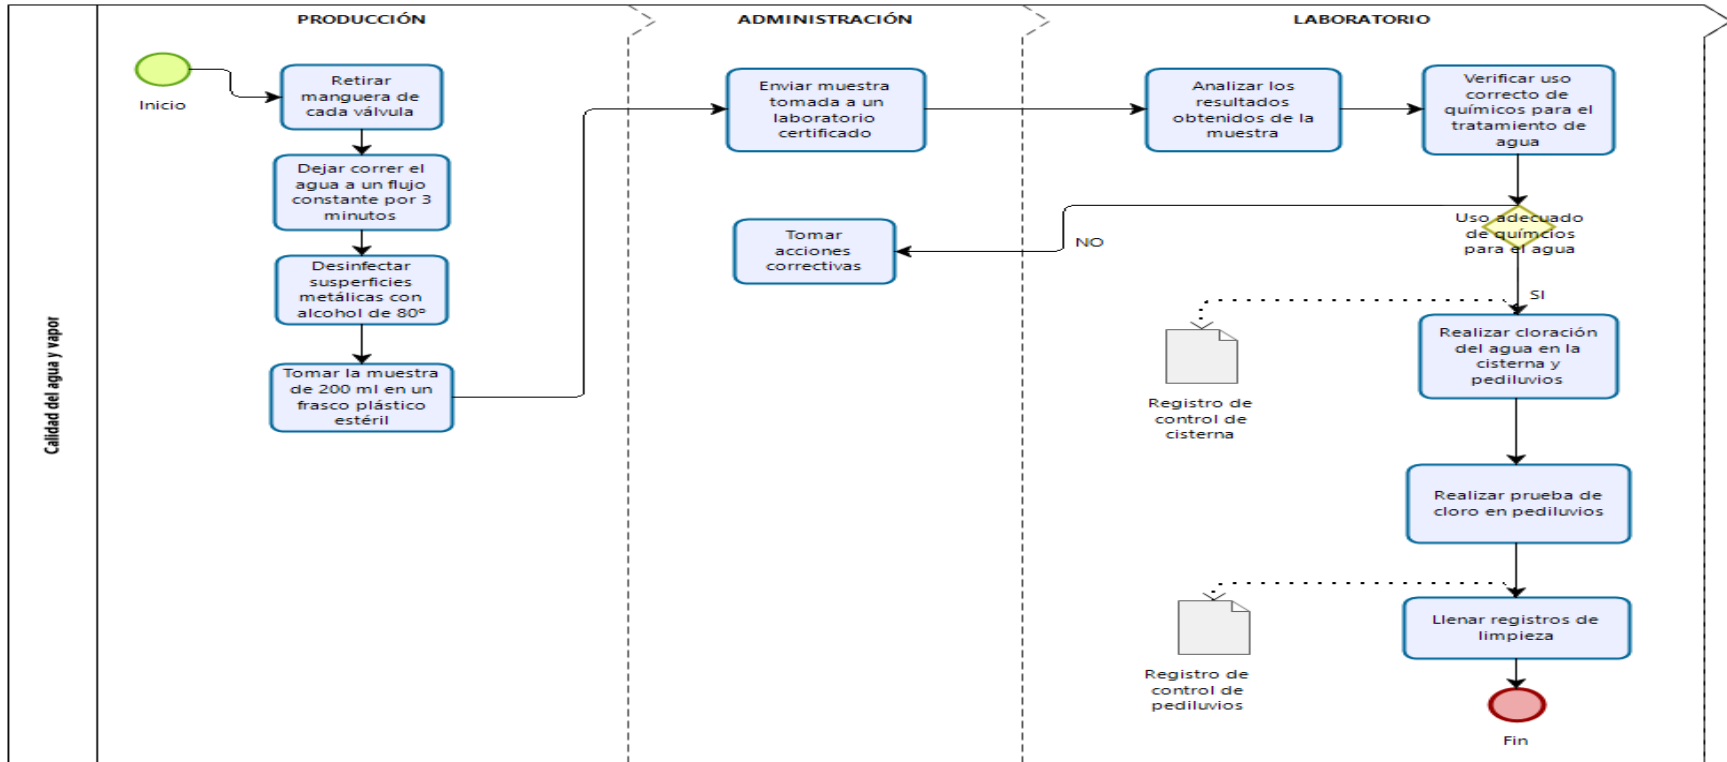 PRODUCCIÓN
ADMINISTRACIÓN
LABORATORIO
Calidad del agua y vapor
Inicio
Retirar
manguera de
cada válvula
Dejar correr el
agua a un flujo
constante por 3
minutos
Desinfectar
susperficies
metálicas con
alcohol de 80º
Tomar la muestra
de 200 ml en un
frasco plástico
estéril
Enviar muestra
tomada a un
laboratorio
certificado
Analizar los
resultados
obtenidos de la
muestra
Verificar uso
correcto de
químicos para el
tratamiento de
agua
Uso adecuado
de químcios
para el agua
NO
Tomar
acciones
correctivas
SI
Realizar cloración
del agua en la
cisterna y
pediluvios
Registro de
control de
cisterna
Realizar prueba de
cloro en pediluvios
Llenar registros de
limpieza
Registro de
control de
pediluvios
Fin